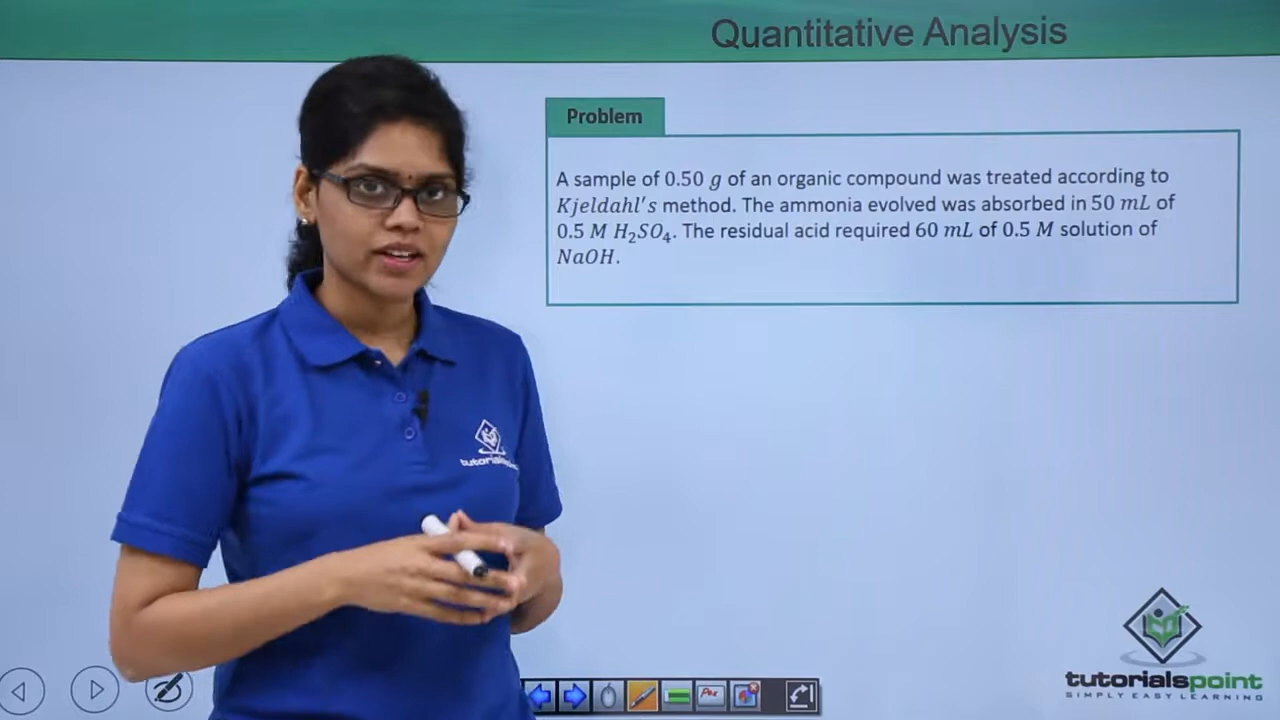 Quantitative Analysis
Problem
A sample of 0.50 g of an organic compound was treated according to
Kjeldahl's method. The ammonia evolved was absorbed in 50 mL of
0.5 M H₂SO₄. The residual acid required 60 mL of 0.5 M solution of
NaOH.
tutorialspoint
tutorialspoint
SIMPLY EASY LEARNING